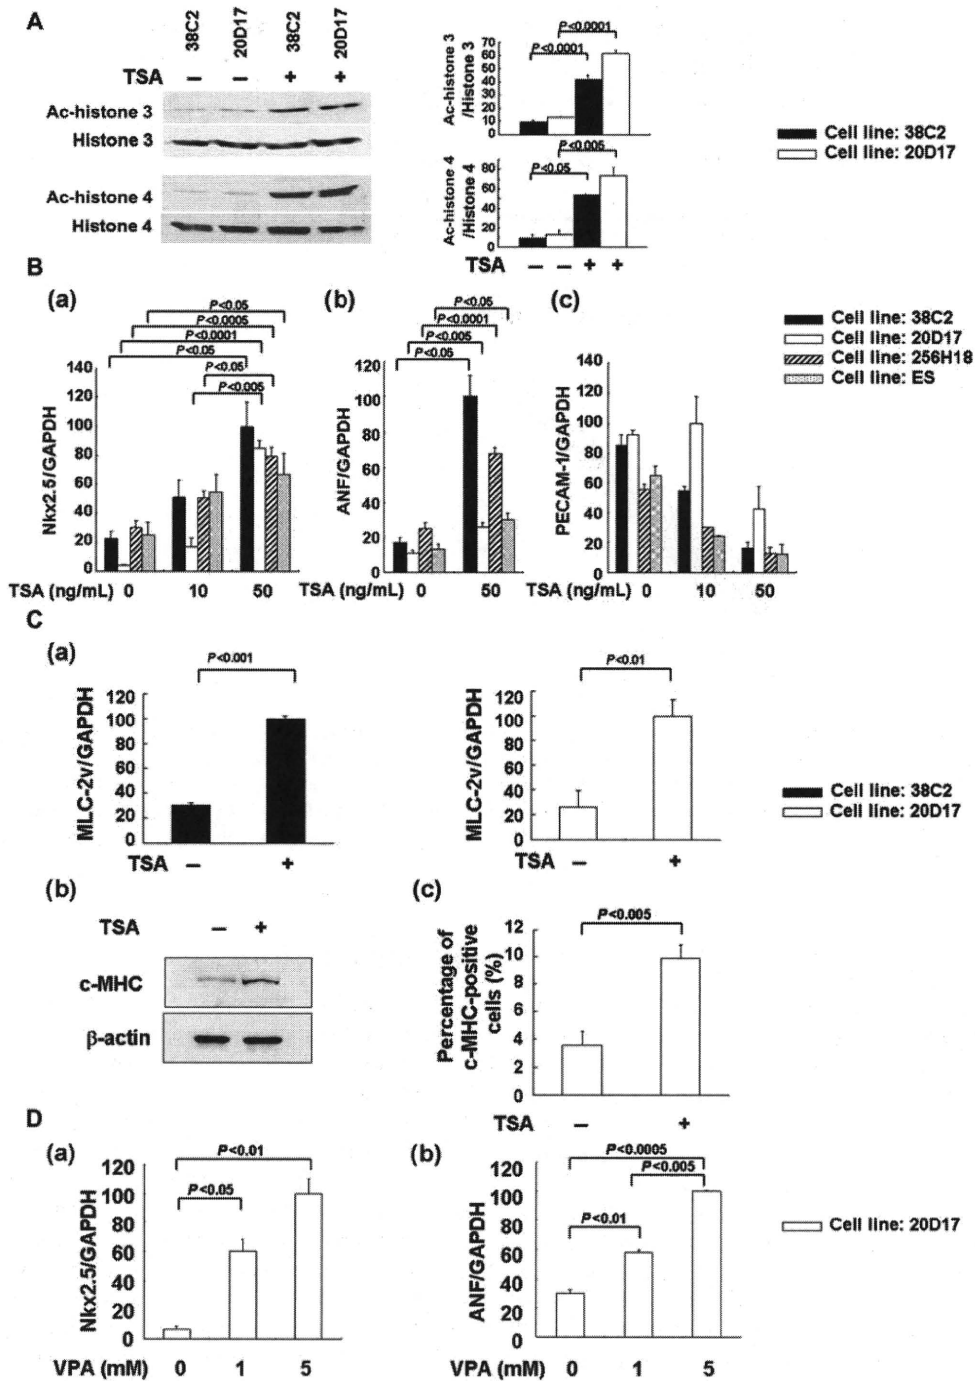 A
38C2
20D17
38C2
20D17
TSA − − + +
Ac-histone 3
Histone 3
Ac-histone 4
Histone 4
Ac-histone 3
/Histone 3
70
60
50
40
30
20
10
0
P<0.0001
P<0.0001
Ac-histone 4
/Histone 4
80
60
40
20
0
P<0.005
P<0.05
TSA − − + +
Cell line: 38C2
Cell line: 20D17
B
(a)
P<0.05
P<0.0005
P<0.0001
P<0.05
P<0.05
P<0.005
Nkx2.5/GAPDH
140
120
100
80
60
40
20
0
TSA (ng/mL) 0 10 50
(b)
P<0.05
P<0.0001
P<0.005
P<0.05
ANF/GAPDH
120
100
80
60
40
20
0
TSA (ng/mL) 0 50
(c)
PECAM-1/GAPDH
140
120
100
80
60
40
20
0
TSA (ng/mL) 0 10 50
Cell line: 38C2
Cell line: 20D17
Cell line: 256H18
Cell line: ES
C
(a)
P<0.001
MLC-2v/GAPDH
120
100
80
60
40
20
0
TSA − +
P<0.01
MLC-2v/GAPDH
120
100
80
60
40
20
0
TSA − +
Cell line: 38C2
Cell line: 20D17
(b)
TSA − +
c-MHC
β-actin
(c)
P<0.005
Percentage of
c-MHC-positive
cells (%)
12
10
8
6
4
2
0
TSA − +
D
(a)
P<0.01
P<0.05
Nkx2.5/GAPDH
120
100
80
60
40
20
0
VPA (mM) 0 1 5
(b)
P<0.0005
P<0.005
P<0.01
ANF/GAPDH
120
100
80
60
40
20
0
VPA (mM) 0 1 5
Cell line: 20D17